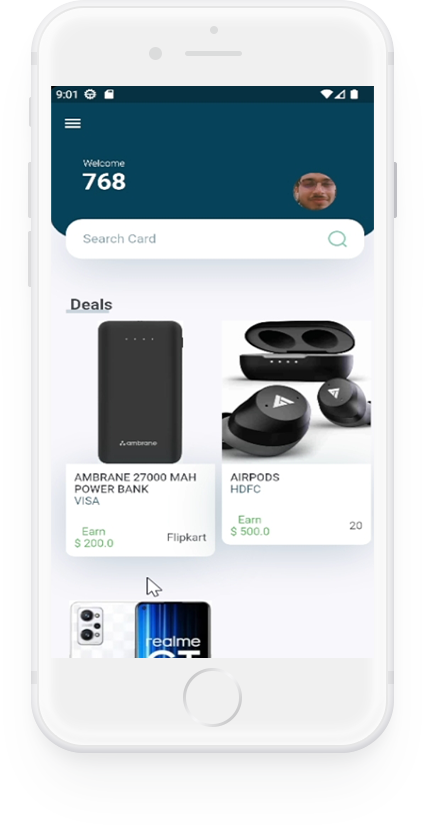 9:01
Welcome
768
Search Card
Deals
ambrane
AMBRANE 27000 MAH
POWER BANK
VISA
Earn
$ 200.0
Flipkart
AIRPODS
HDFC
Earn
$ 500.0
20
realme
GT